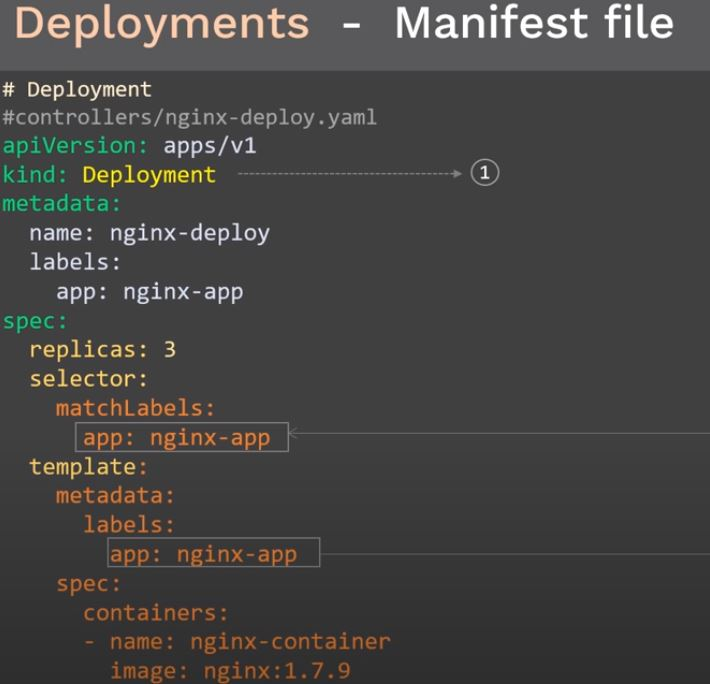 Deployments - Manifest file
# Deployment
#controllers/nginx-deploy.yaml
apiVersion: apps/v1
kind: Deployment 1
metadata:
  name: nginx-deploy
  labels:
    app: nginx-app
spec:
  replicas: 3
  selector:
    matchLabels:
      app: nginx-app
  template:
    metadata:
      labels:
        app: nginx-app
    spec:
      containers:
      - name: nginx-container
        image: nginx:1.7.9